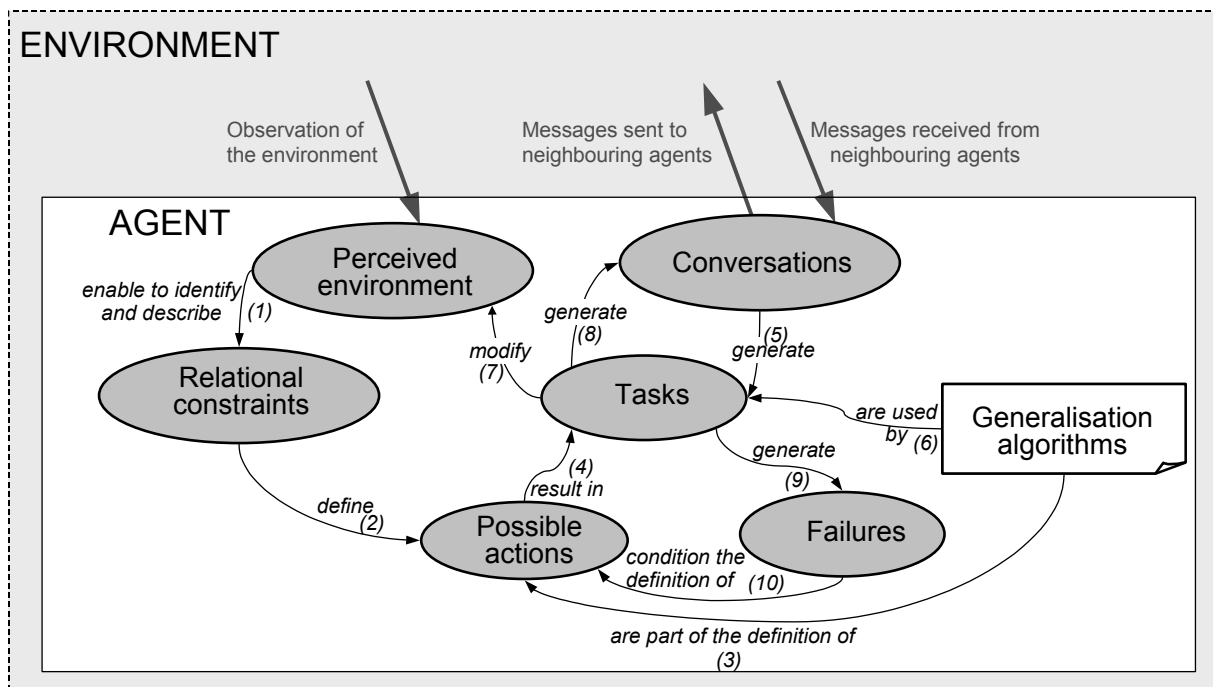 ENVIRONMENT
Observation of
the environment
Messages sent to
neighbouring agents
Messages received from
neighbouring agents
AGENT
Perceived
environment
Conversations
enable to identify
and describe
(1)
generate
(8)
(5)
generate
modify
(7)
Relational
constraints
Tasks
are used
by (6)
Generalisation
algorithms
(4)
result in
generate
(9)
define
(2)
Possible
actions
Failures
condition the
definition of (10)
are part of the definition of
(3)